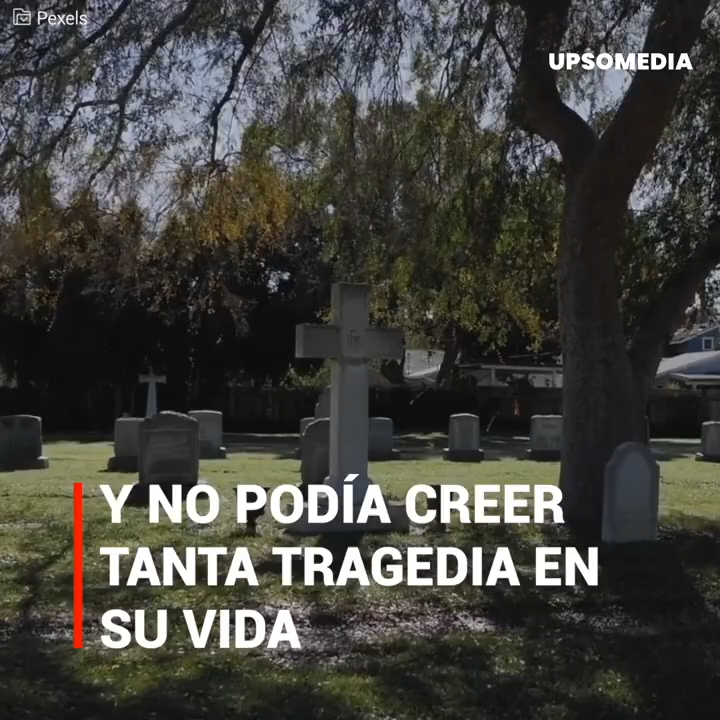 Pexels
UPSOMEDIA
Y NO PODÍA CREER
TANTA TRAGEDIA EN
SU VIDA